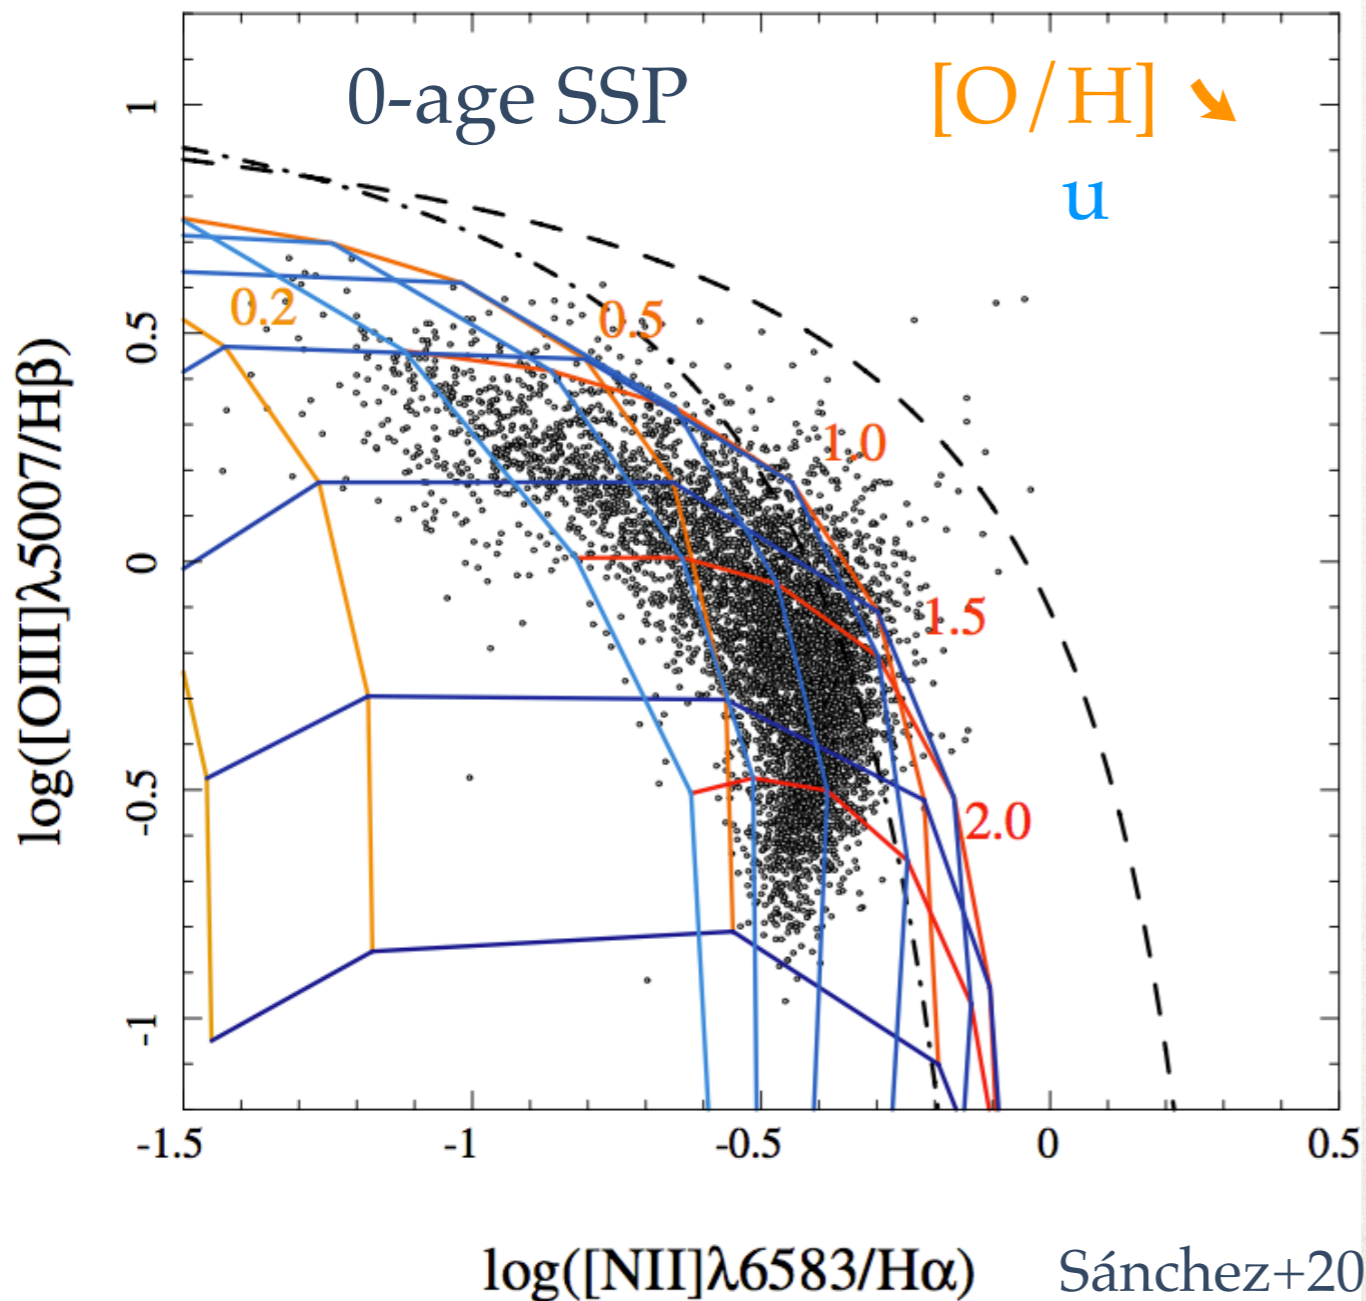 0-age SSP
[O/H] ➘
u
1
0.5
0
-0.5
-1
0.2
0.5
1.0
1.5
2.0
log([OIII]λ5007/Hβ)
-1.5 -1 -0.5 0 0.5
log([NII]λ6583/Hα)
Sánchez+20